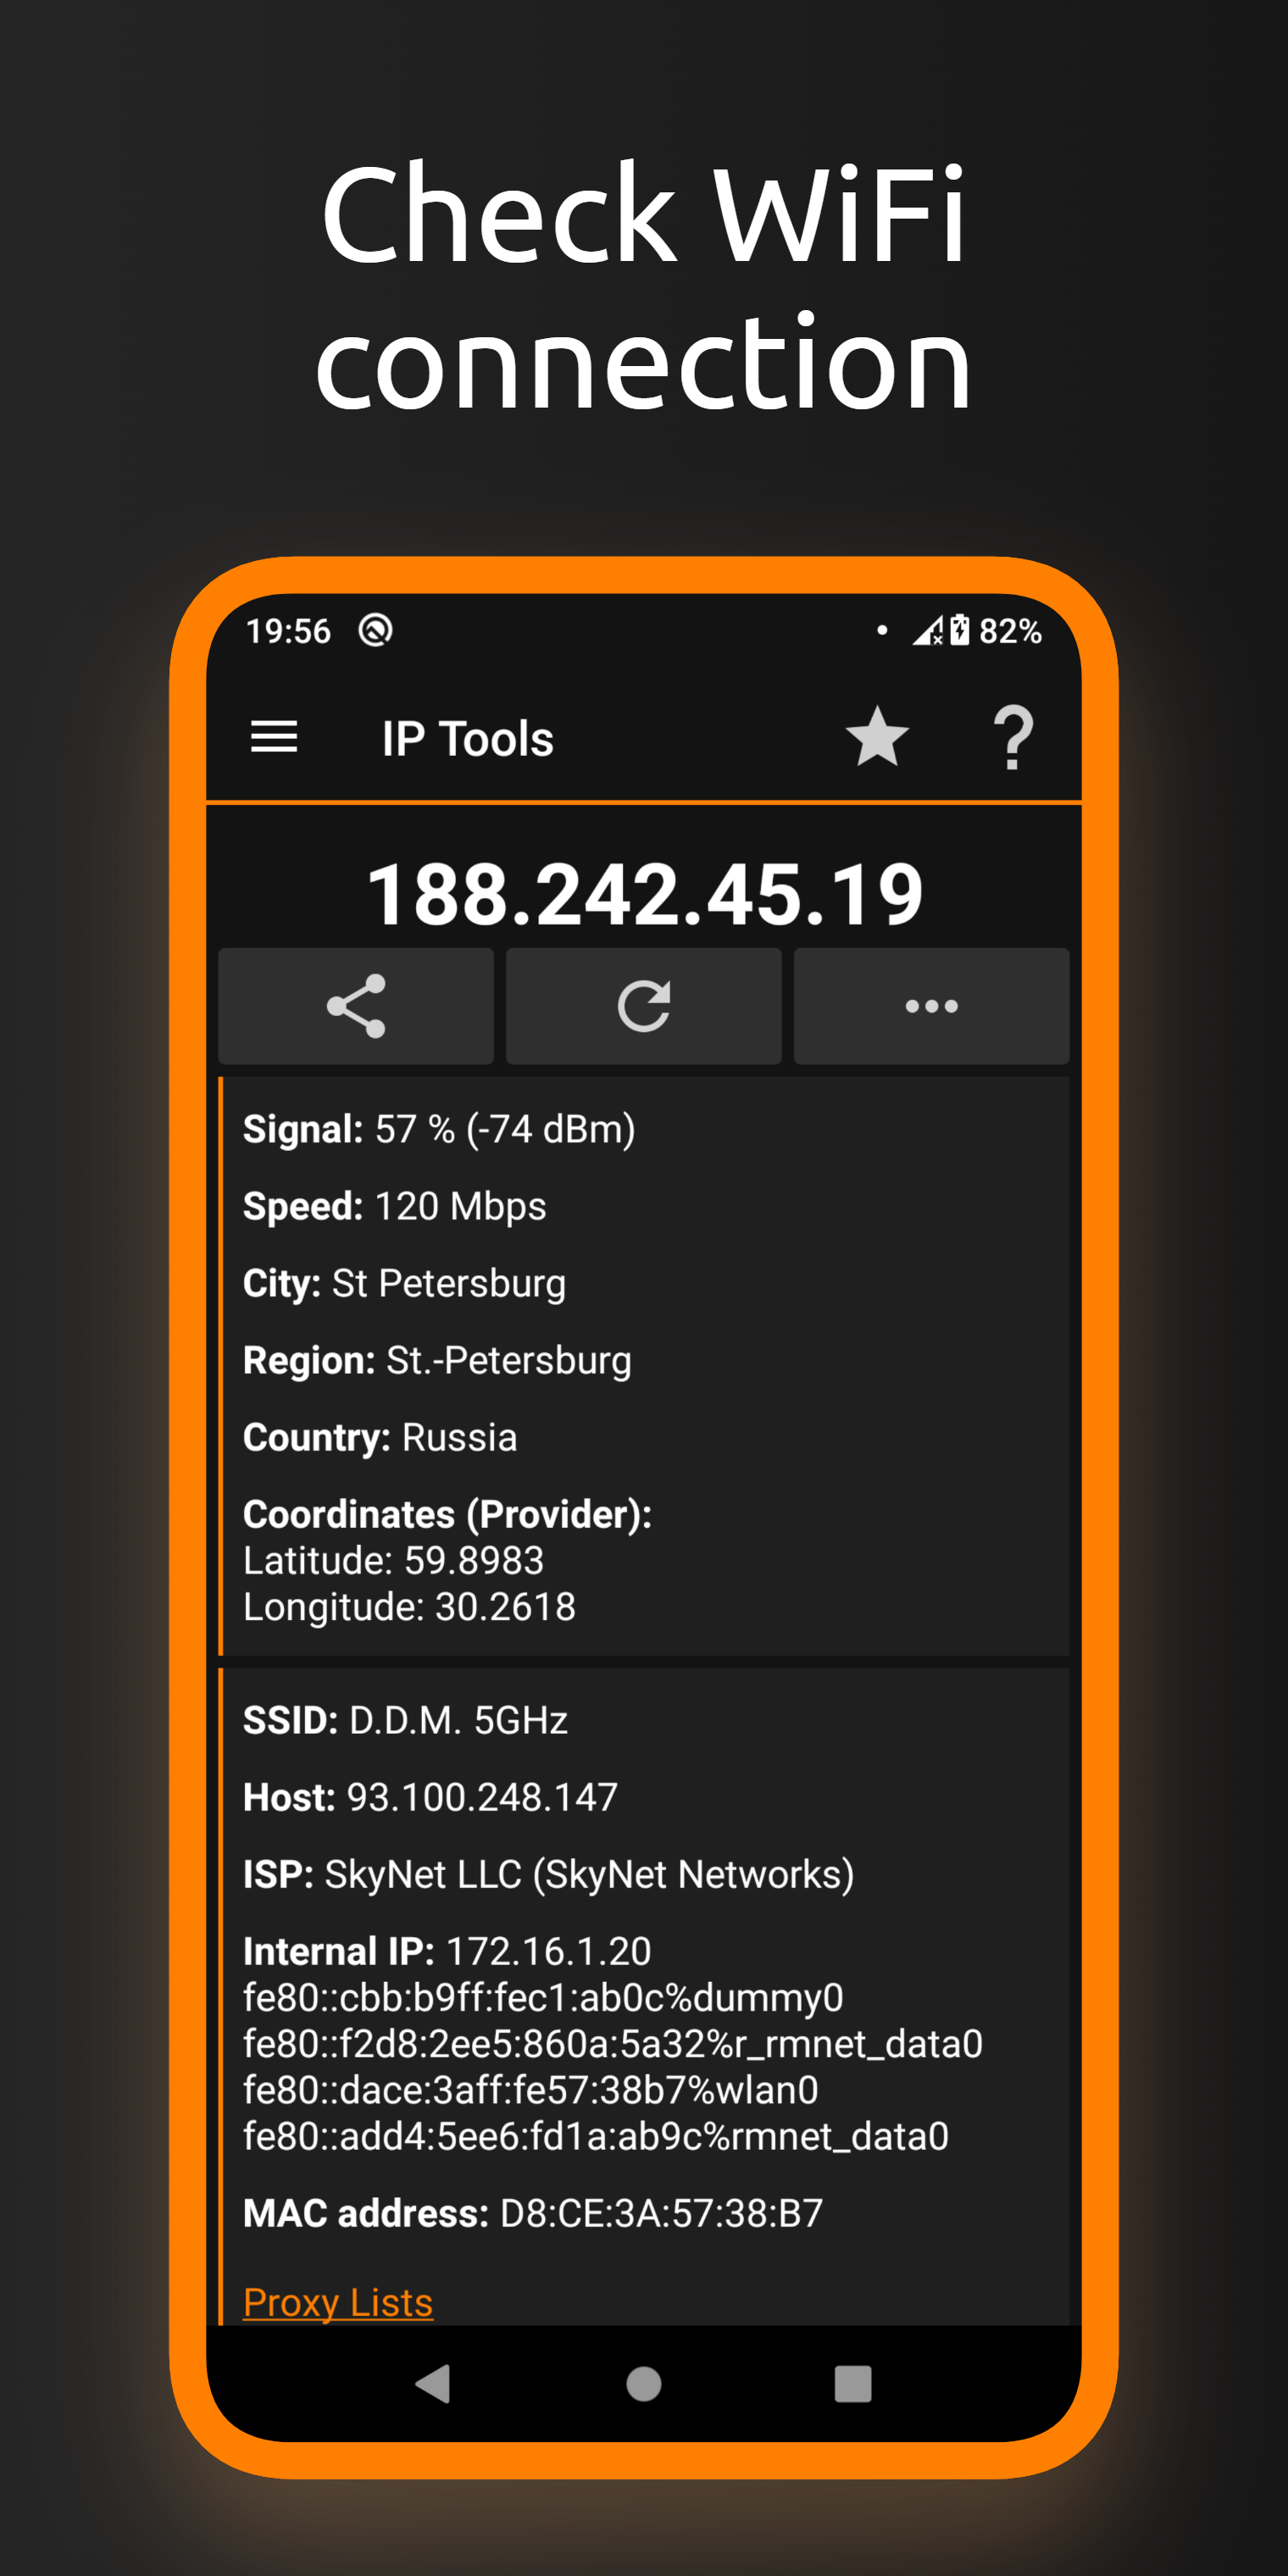 Check WiFi
connection
19:56
82%
IP Tools
188.242.45.19
Signal: 57 % (-74 dBm)
Speed: 120 Mbps
City: St Petersburg
Region: St.-Petersburg
Country: Russia
Coordinates (Provider):
Latitude: 59.8983
Longitude: 30.2618
SSID: D.D.M. 5GHz
Host: 93.100.248.147
ISP: SkyNet LLC (SkyNet Networks)
Internal IP: 172.16.1.20
fe80::cbb:b9ff:fec1:ab0c%dummy0
fe80::f2d8:2ee5:860a:5a32%r_rmnet_data0
fe80::dace:3aff:fe57:38b7%wlan0
fe80::add4:5ee6:fd1a:ab9c%rmnet_data0
MAC address: D8:CE:3A:57:38:B7
Proxy Lists